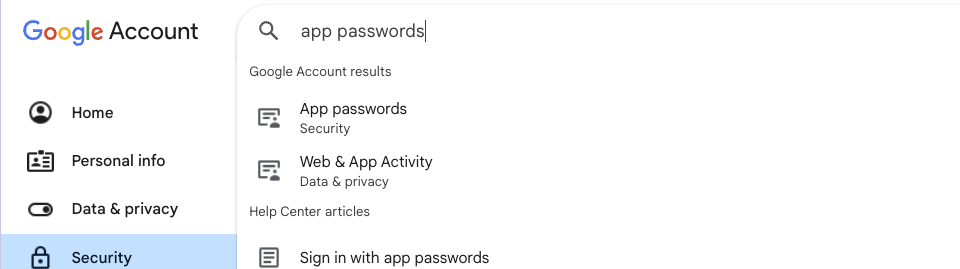 Google Account
app passwords
Google Account results
Home
App passwords
Security
Personal info
Web & App Activity
Data & privacy
Data & privacy
Help Center articles
Security
Sign in with app passwords